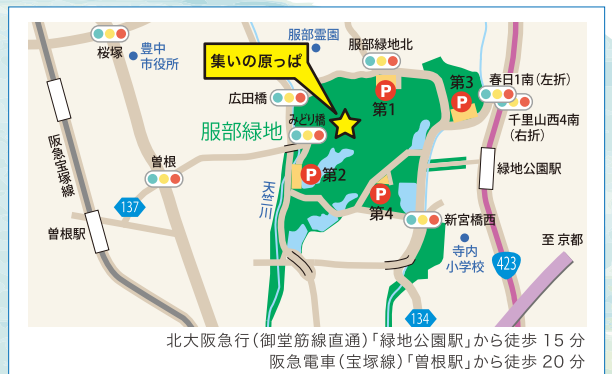 服部霊園
服部緑地北
桜塚
豊中
市役所
集いの原っぱ
第3
春日1南(左折)
広田橋
第1
千里山西4南
(右折)
みどり橋
服部緑地
阪急宝塚線
曽根
緑地公園駅
第2
天竺川
137
第4
新宮橋西
曽根駅
寺内
小学校
至 京都
423
134
P
P
P
P
北大阪急行(御堂筋線直通)「緑地公園駅」から徒歩 15 分
阪急電車(宝塚線)「曽根駅」から徒歩 20 分